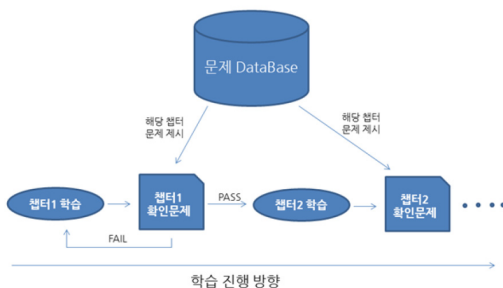 문제 DataBase
해당 챕터
문제 제시
해당 챕터
문제 제시
챕터1 학습
챕터1
확인문제
PASS
챕터2 학습
챕터2
확인문제
FAIL
학습 진행 방향